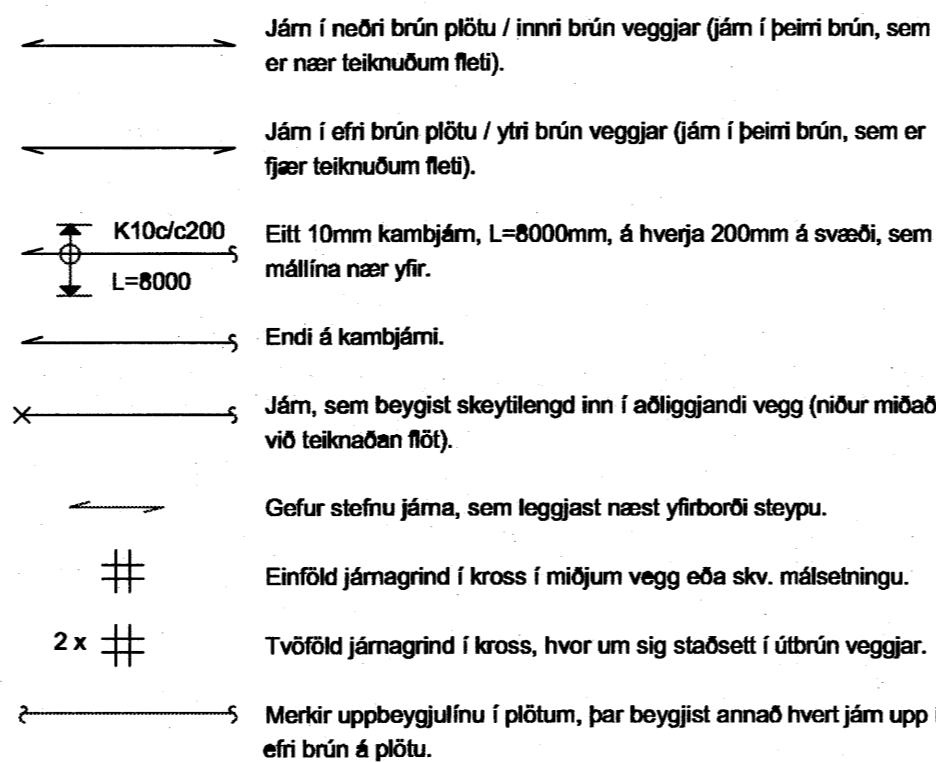 Járn í neðri brún plötu / innri brún veggjar (járn í þeirri brún, sem
er nær teiknuðum fleti).
Járn í efri brún plötu / ytri brún veggjar (járn í þeirri brún, sem er
fjær teiknuðum fleti).
K10c/c200
L=8000
Eitt 10mm kambjárn, L=8000mm, á hverja 200mm á svæði, sem
mállína nær yfir.
Endi á kambjárni.
Járn, sem beygist skeytilengd inn í aðliggjandi vegg (niður miðað
við teiknaðan flöt).
Gefur stefnu járna, sem leggjast næst yfirborði steypu.
Einföld járnagrind í kross í miðjum vegg eða skv. málsetningu.
2 x
Tvöföld járnagrind í kross, hvor um sig staðsett í útbrún veggjar.
Merkir uppbeygjulínu í plötum, þar beygjist annað hvert járn upp í
efri brún á plötu.